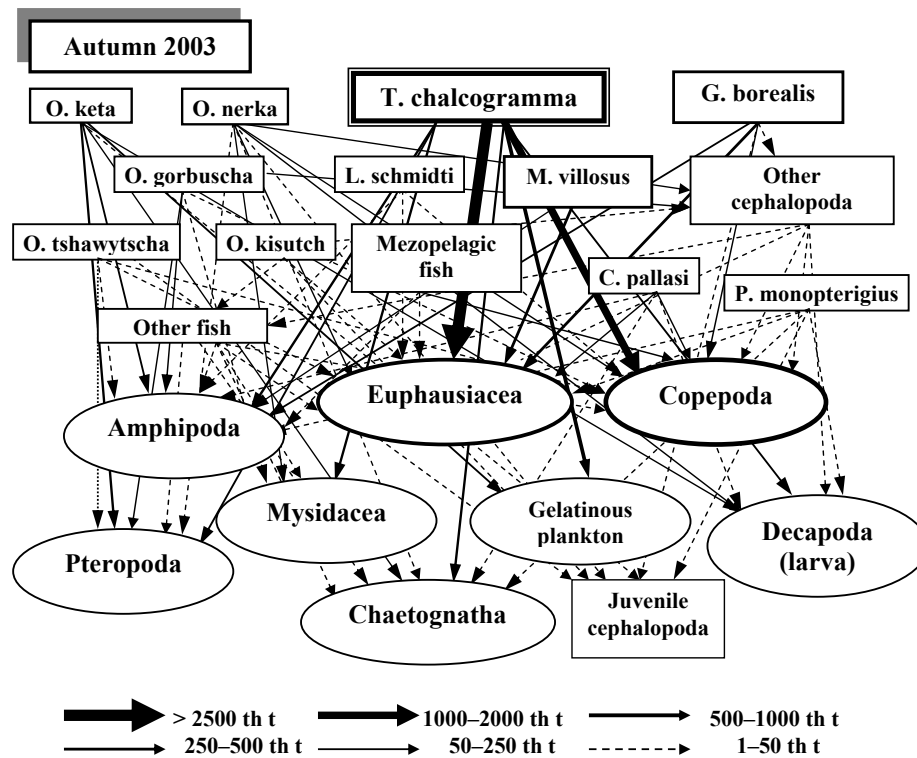 Autumn 2003
O. keta
O. nerka
T. chalcogramma
G. borealis
O. gorbuscha
L. schmidti
M. villosus
Other
cephalopoda
O. tshawytscha
O. kisutch
Mezopelagic
fish
C. pallasi
P. monopterigius
Other fish
Euphausiacea
Copepoda
Amphipoda
Mysidacea
Gelatinous
plankton
Decapoda
(larva)
Pteropoda
Chaetognatha
Juvenile
cephalopoda
> 2500 th t
1000–2000 th t
500–1000 th t
250–500 th t
50–250 th t
1–50 th t